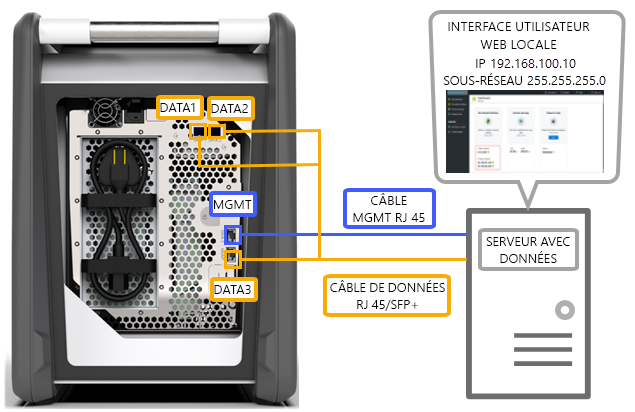 INTERFACE UTILISATEUR
WEB LOCALE
IP 192.168.100.10
SOUS-RÉSEAU 255.255.255.0
DATA1
DATA2
MGMT
CÂBLE
MGMT RJ 45
SERVEUR AVEC
DONNÉES
DATA3
CÂBLE DE DONNÉES
RJ 45/SFP+